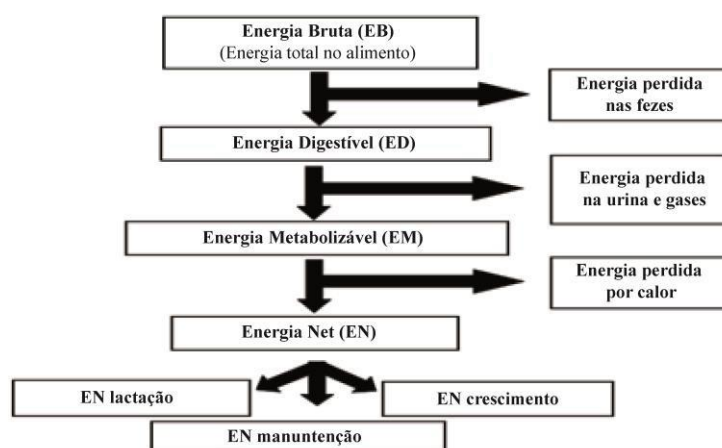 Energia Bruta (EB)
(Energia total no alimento)
Energia perdida
nas fezes
Energia Digestível (ED)
Energia perdida
na urina e gases
Energia Metabolizável (EM)
Energia perdida
por calor
Energia Net (EN)
EN lactação
EN crescimento
EN manuntenção